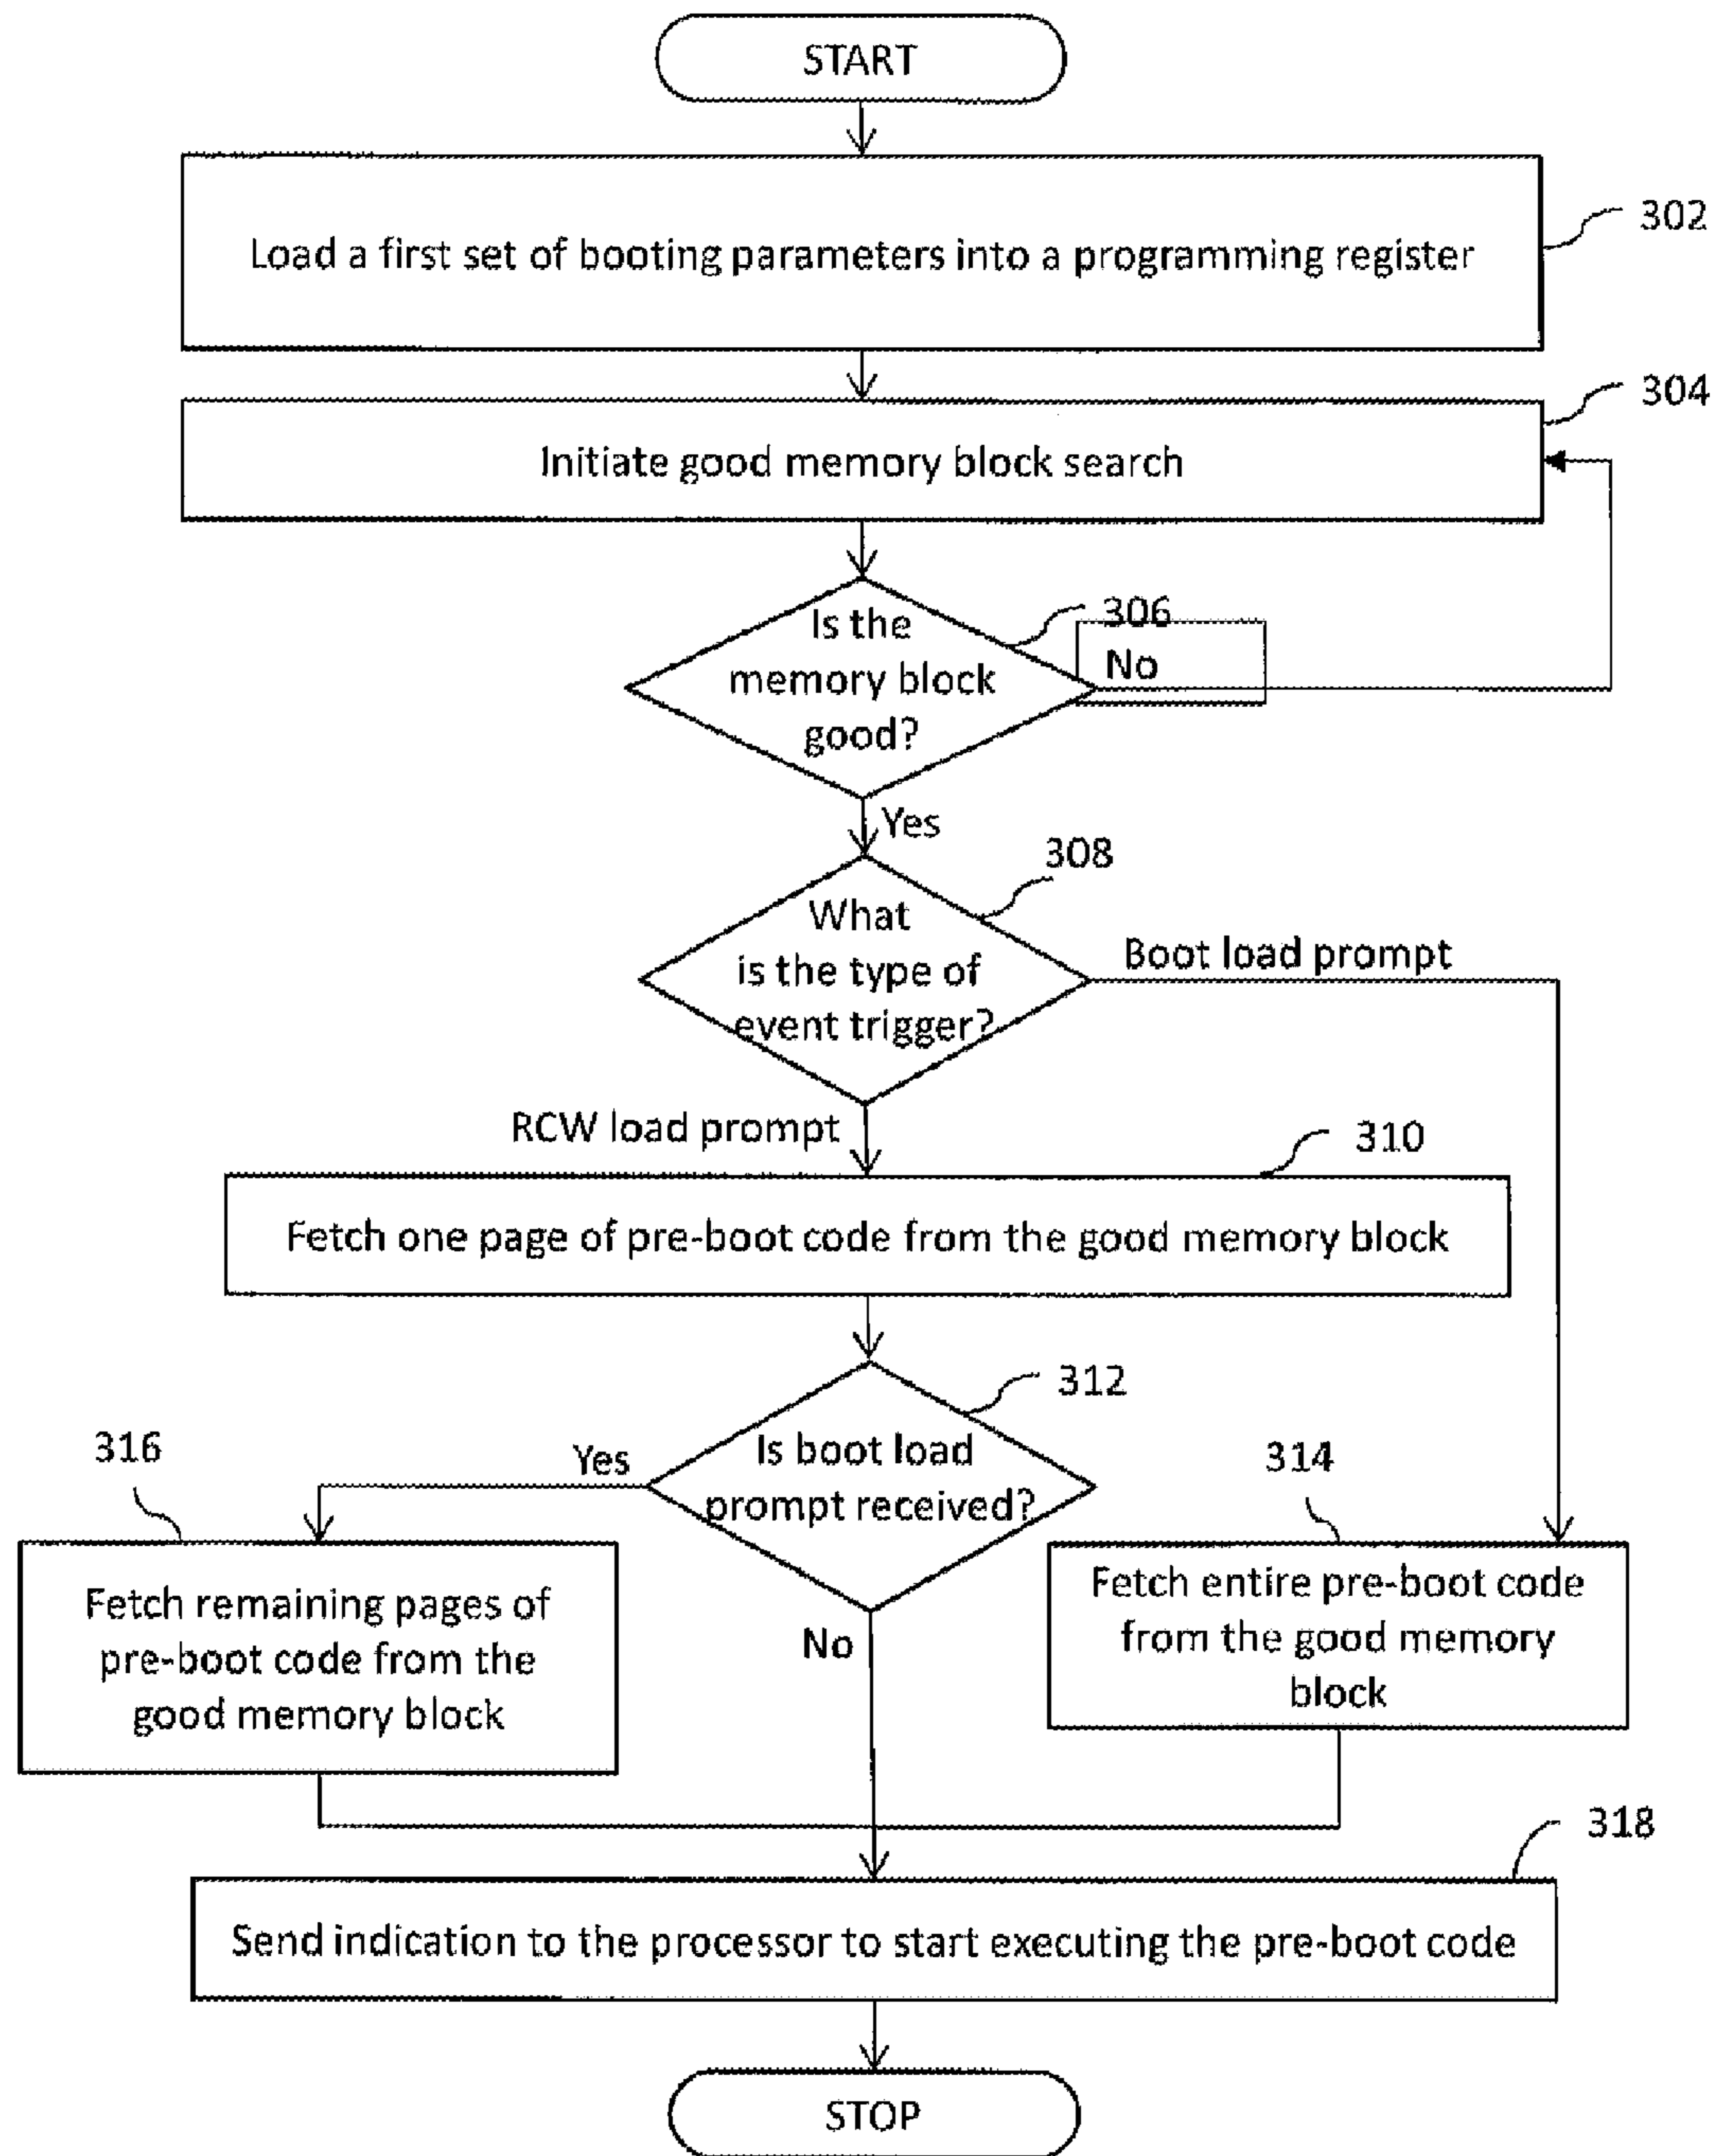 START
Load a first set of booting parameters into a programming register
302
304
Initiate good memory block search
306
Is the
memory block
good?
No
Yes
308
What
is the type of
event trigger?
Boot load prompt
RCW load prompt
310
Fetch one page of pre-boot code from the good memory block
312
Is boot load
prompt received?
Yes
No
316
Fetch remaining pages of
pre-boot code from the
good memory block
314
Fetch entire pre-boot code
from the good memory
block
318
Send indication to the processor to start executing the pre-boot code
STOP